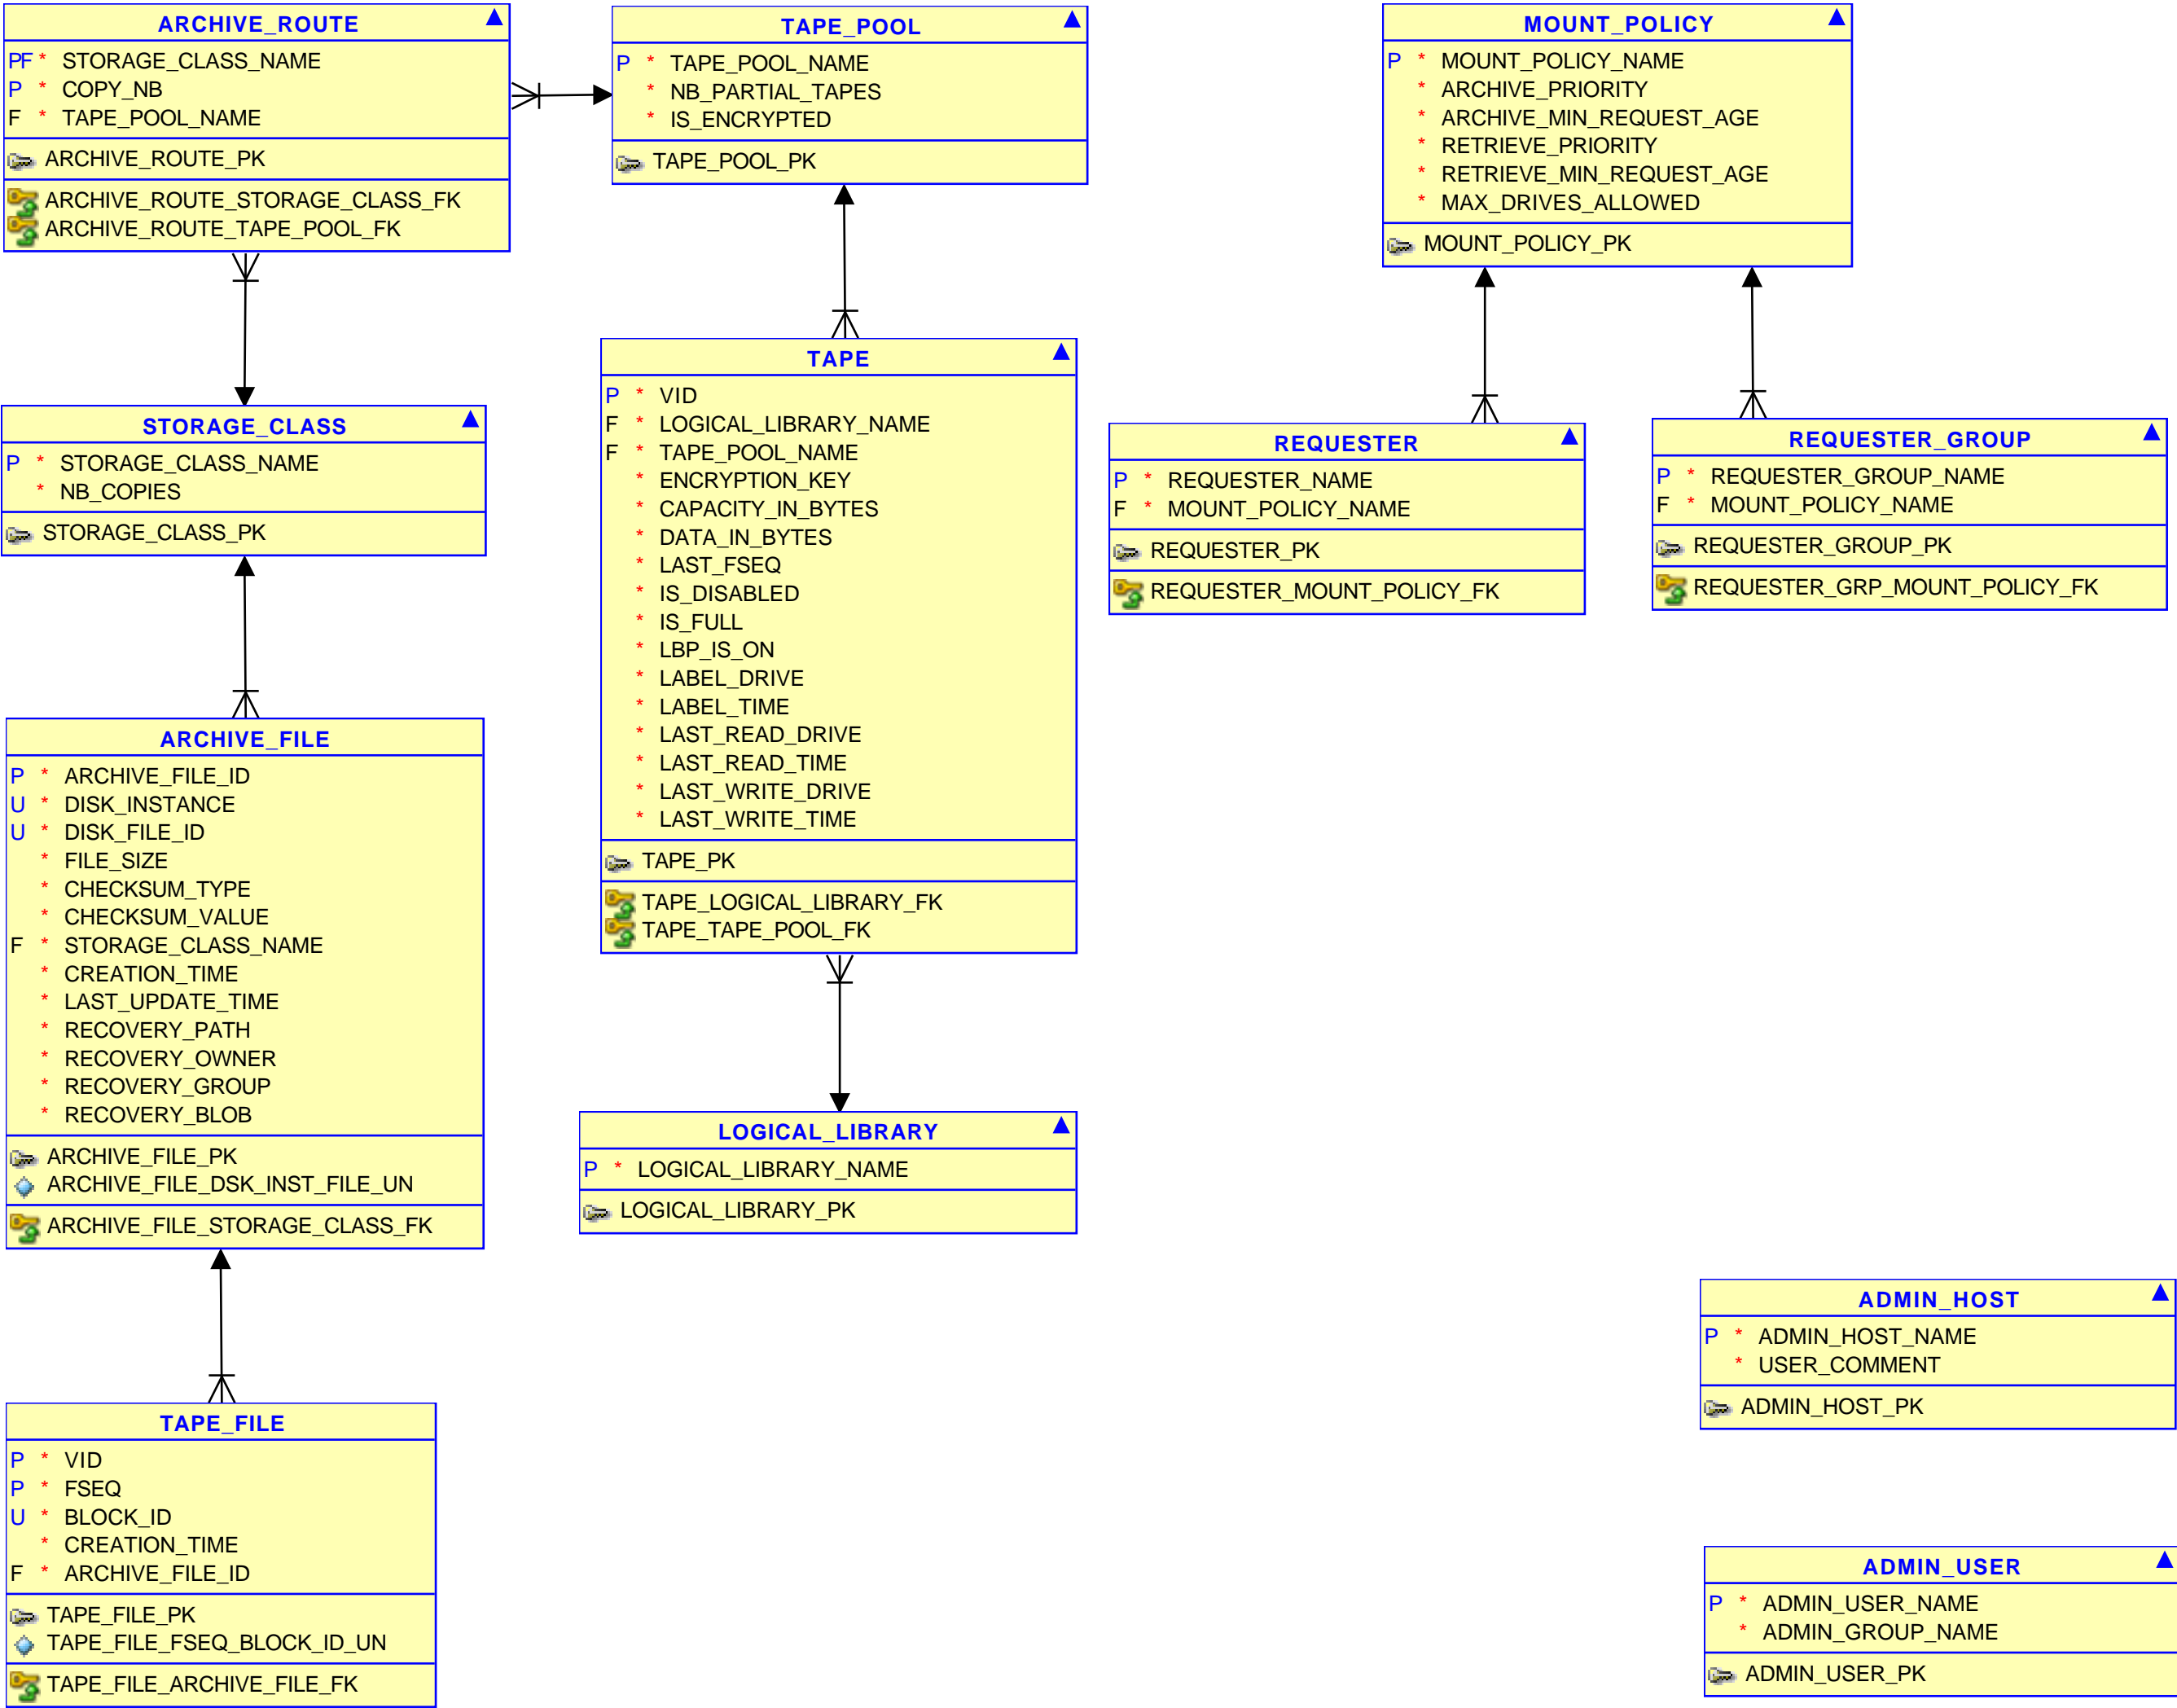 ARCHIVE_ROUTE
PF * STORAGE_CLASS_NAME
P * COPY_NB
F * TAPE_POOL_NAME
ARCHIVE_ROUTE_PK
ARCHIVE_ROUTE_STORAGE_CLASS_FK
ARCHIVE_ROUTE_TAPE_POOL_FK
TAPE_POOL
P * TAPE_POOL_NAME
* NB_PARTIAL_TAPES
* IS_ENCRYPTED
TAPE_POOL_PK
MOUNT_POLICY
P * MOUNT_POLICY_NAME
* ARCHIVE_PRIORITY
* ARCHIVE_MIN_REQUEST_AGE
* RETRIEVE_PRIORITY
* RETRIEVE_MIN_REQUEST_AGE
* MAX_DRIVES_ALLOWED
MOUNT_POLICY_PK
STORAGE_CLASS
P * STORAGE_CLASS_NAME
* NB_COPIES
STORAGE_CLASS_PK
TAPE
P * VID
F * LOGICAL_LIBRARY_NAME
F * TAPE_POOL_NAME
* ENCRYPTION_KEY
* CAPACITY_IN_BYTES
* DATA_IN_BYTES
* LAST_FSEQ
* IS_DISABLED
* IS_FULL
* LBP_IS_ON
* LABEL_DRIVE
* LABEL_TIME
* LAST_READ_DRIVE
* LAST_READ_TIME
* LAST_WRITE_DRIVE
* LAST_WRITE_TIME
TAPE_PK
TAPE_LOGICAL_LIBRARY_FK
TAPE_TAPE_POOL_FK
REQUESTER
P * REQUESTER_NAME
F * MOUNT_POLICY_NAME
REQUESTER_PK
REQUESTER_MOUNT_POLICY_FK
REQUESTER_GROUP
P * REQUESTER_GROUP_NAME
F * MOUNT_POLICY_NAME
REQUESTER_GROUP_PK
REQUESTER_GRP_MOUNT_POLICY_FK
ARCHIVE_FILE
P * ARCHIVE_FILE_ID
U * DISK_INSTANCE
U * DISK_FILE_ID
* FILE_SIZE
* CHECKSUM_TYPE
* CHECKSUM_VALUE
F * STORAGE_CLASS_NAME
* CREATION_TIME
* LAST_UPDATE_TIME
* RECOVERY_PATH
* RECOVERY_OWNER
* RECOVERY_GROUP
* RECOVERY_BLOB
ARCHIVE_FILE_PK
ARCHIVE_FILE_DSK_INST_FILE_UN
ARCHIVE_FILE_STORAGE_CLASS_FK
LOGICAL_LIBRARY
P * LOGICAL_LIBRARY_NAME
LOGICAL_LIBRARY_PK
TAPE_FILE
P * VID
P * FSEQ
U * BLOCK_ID
* CREATION_TIME
F * ARCHIVE_FILE_ID
TAPE_FILE_PK
TAPE_FILE_FSEQ_BLOCK_ID_UN
TAPE_FILE_ARCHIVE_FILE_FK
ADMIN_HOST
P * ADMIN_HOST_NAME
* USER_COMMENT
ADMIN_HOST_PK
ADMIN_USER
P * ADMIN_USER_NAME
* ADMIN_GROUP_NAME
ADMIN_USER_PK